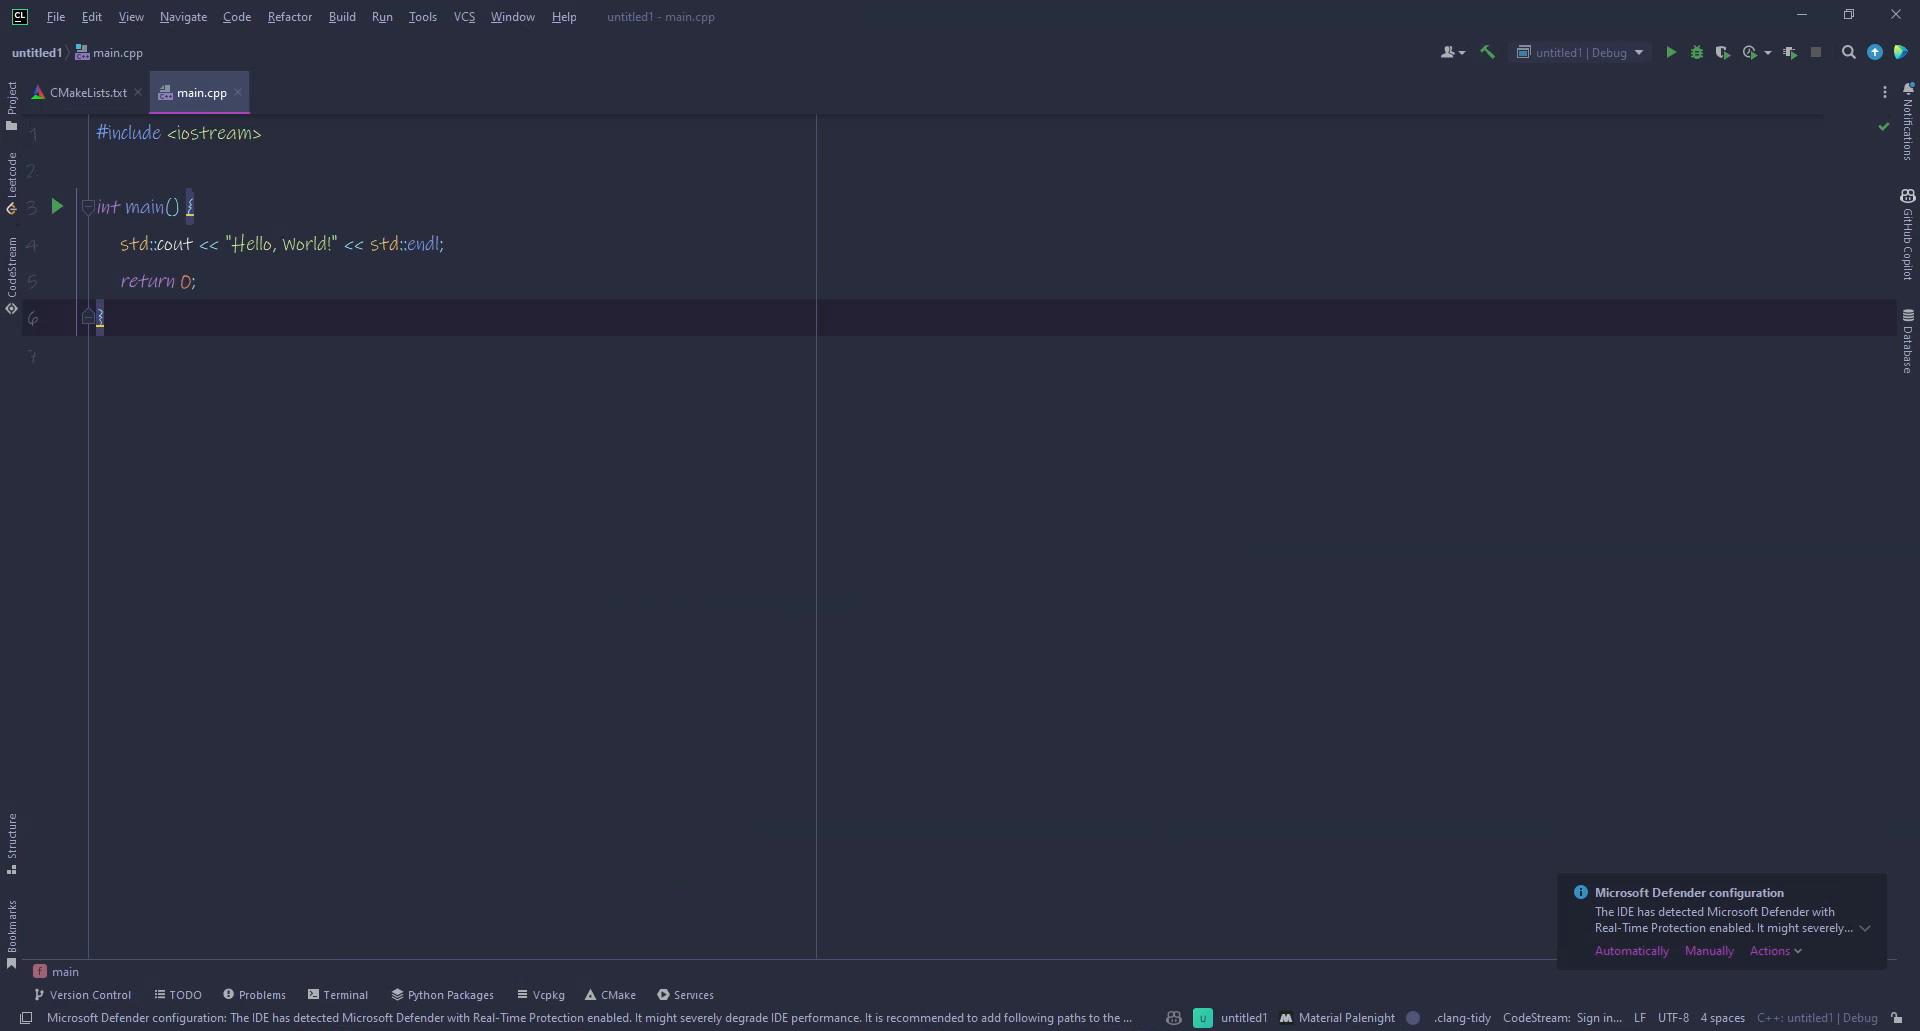 CL File Edit View Navigate Code Refactor Build Run Tools VCS Window Help untitled1 - main.cpp
untitled1 main.cpp untitled1 | Debug
Project
Leetcode
CodeStream
Structure
Bookmarks
CMakeLists.txt main.cpp
1 #include <iostream>
2
3 int main() {
4 std::cout << "Hello, World!" << std::endl;
5 return 0;
6 }
7
Notifications
GitHub Copilot
Database
Microsoft Defender configuration
The IDE has detected Microsoft Defender with
Real-Time Protection enabled. It might severely...
Automatically Manually Actions
f main
Version Control TODO Problems Terminal Python Packages Vcpkg CMake Services
Microsoft Defender configuration: The IDE has detected Microsoft Defender with Real-Time Protection enabled. It might severely degrade IDE performance. It is recommended to add following paths to the ... U untitled1 M Material Palenight .clang-tidy CodeStream: Sign in... LF UTF-8 4 spaces C++: untitled1 | Debug